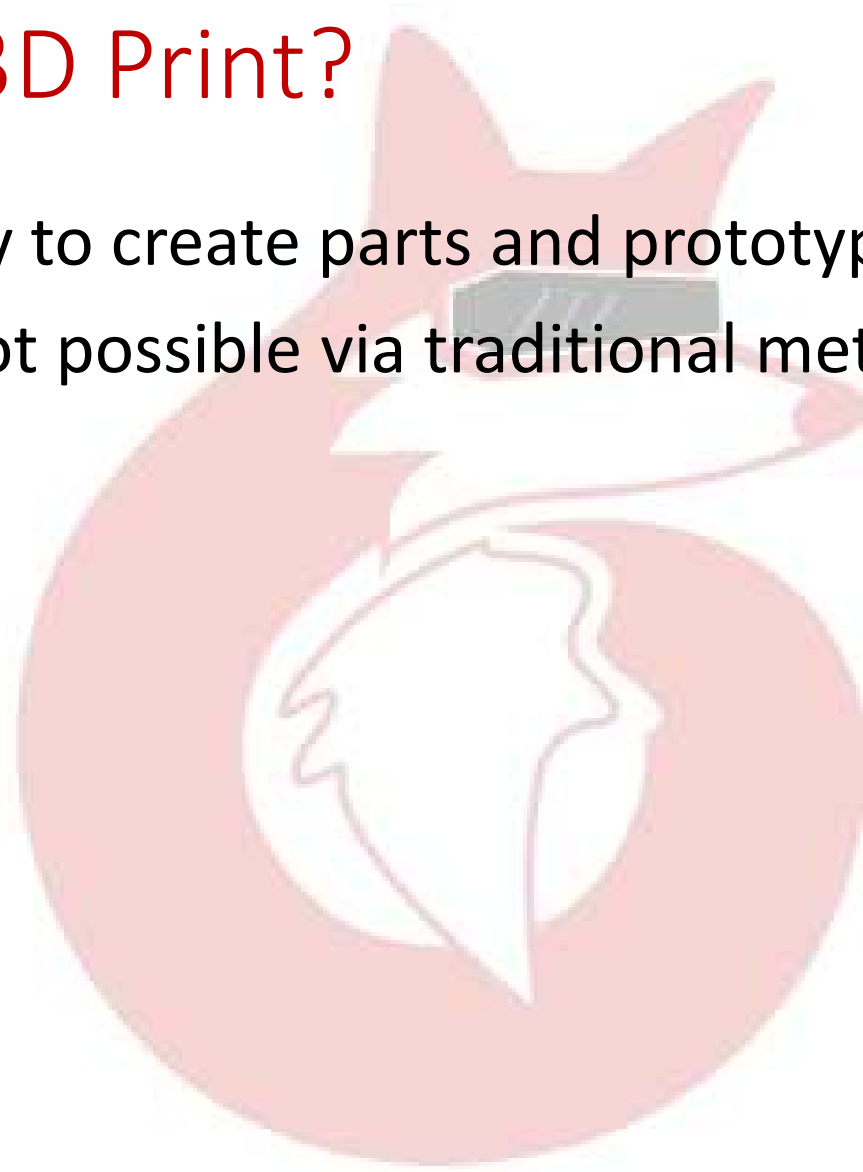 3D Print?
y to create parts and prototyp
ot possible via traditional met